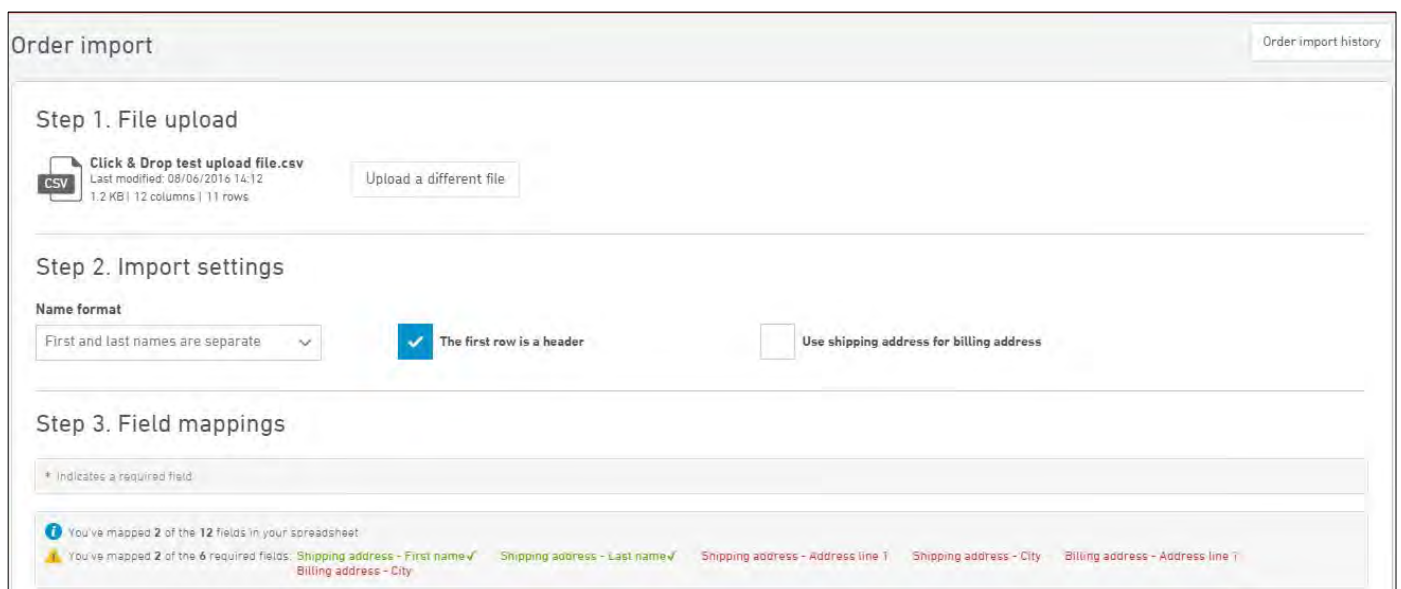 Order import
Order import history
Step 1. File upload
CSV
Click & Drop test upload file.csv
Last modified: 08/06/2016 14:12
1.2 KB | 12 columns | 11 rows
Upload a different file
Step 2. Import settings
Name format
First and last names are separate
The first row is a header
Use shipping address for billing address
Step 3. Field mappings
* Indicates a required field
You've mapped 2 of the 12 fields in your spreadsheet
You've mapped 2 of the 6 required fields: Shipping address - First name✓ Shipping address - Last name✓ Shipping address - Address line 1 Shipping address - City Billing address - Address line 1
Billing address - City